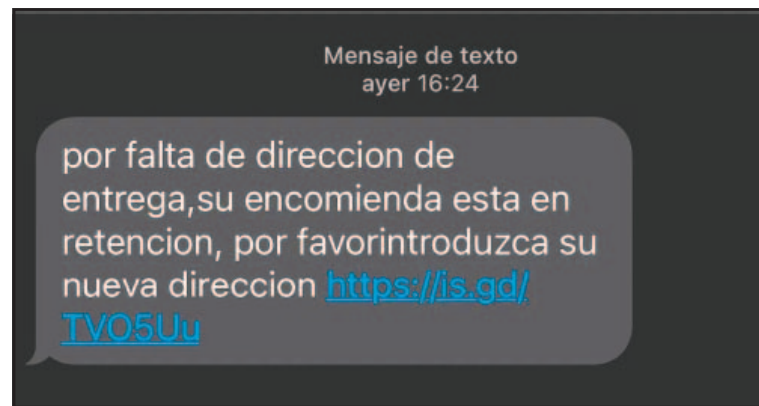 Mensaje de texto
ayer 16:24
por falta de direccion de
entrega,su encomienda esta en
retencion, por favorintroduzca su
nueva direccion https://is.gd/
TVO5Uu